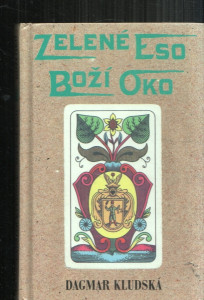 ZELENÉ ESO
BOŽÍ OKO
DAGMAR KLUDSKÁ